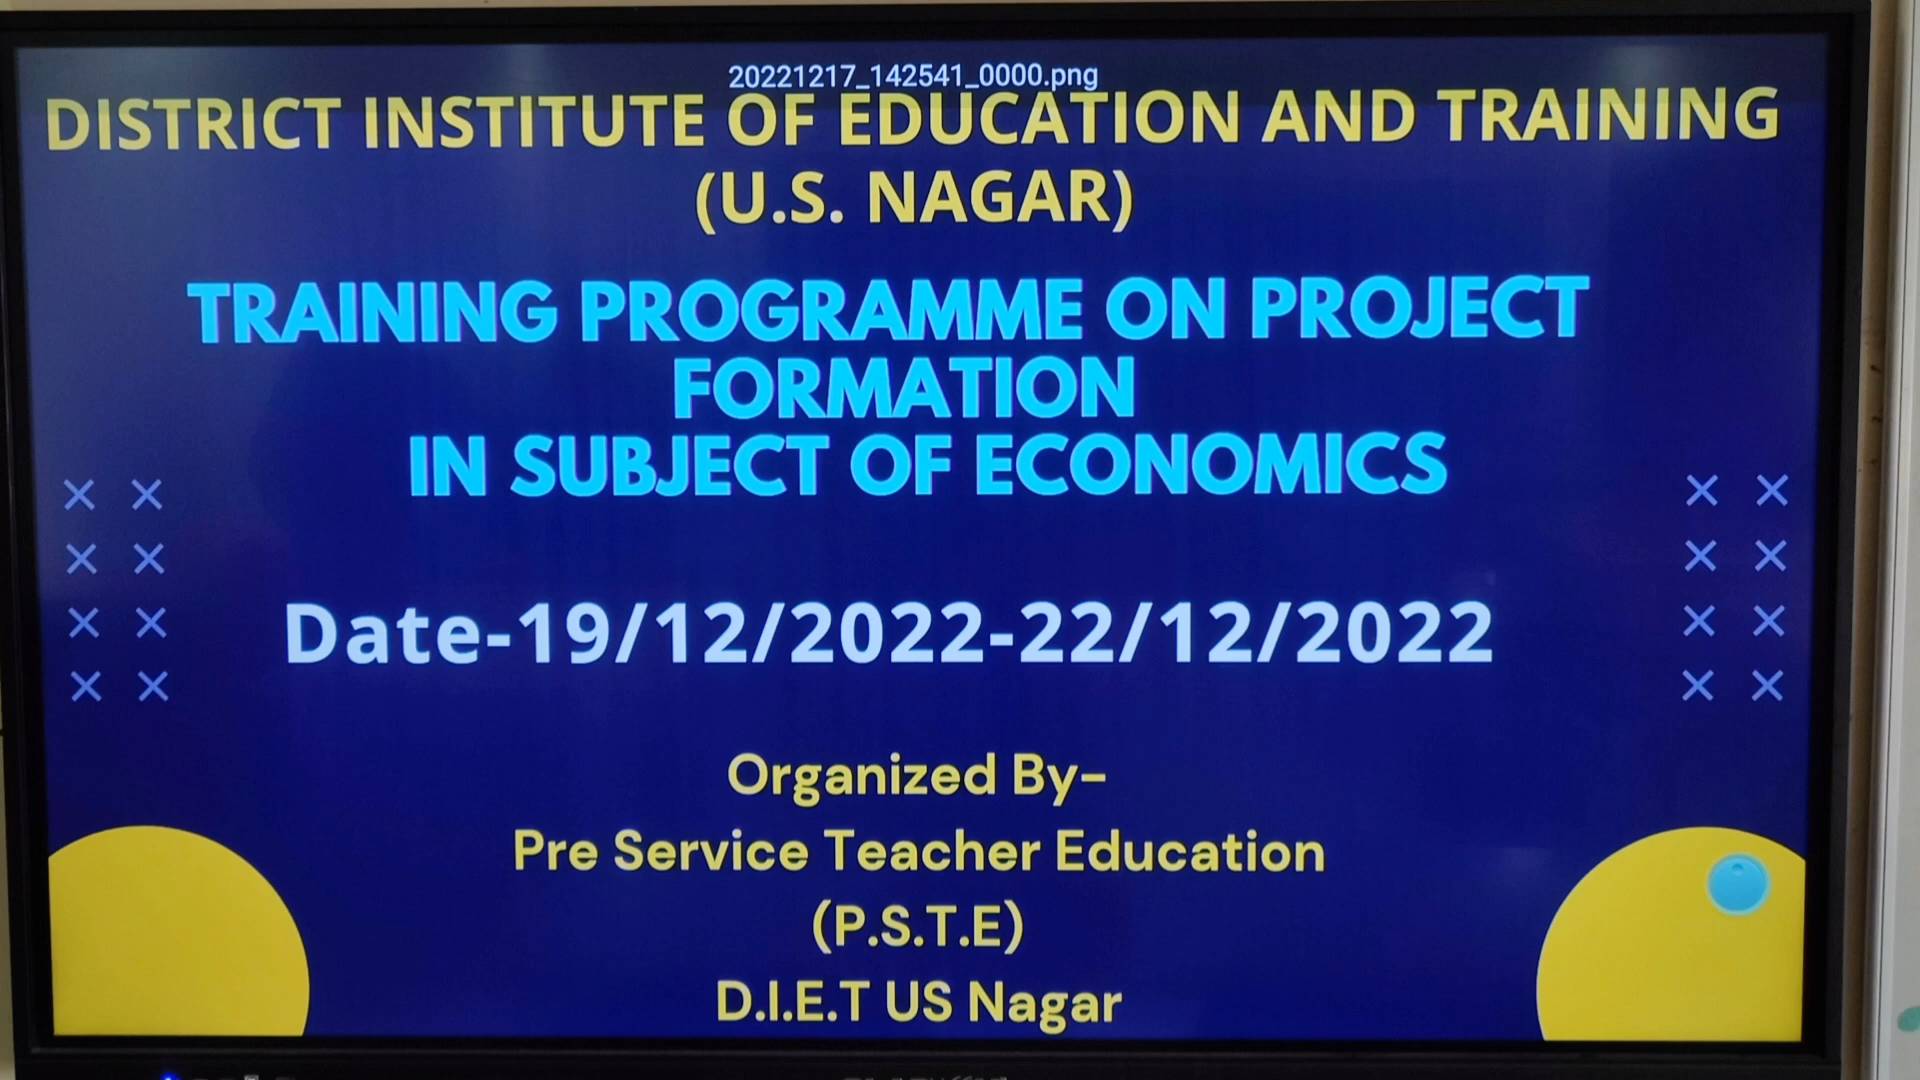 20221217_142541_0000.png
DISTRICT INSTITUTE OF EDUCATION AND TRAINING
(U.S. NAGAR)
TRAINING PROGRAMME ON PROJECT
FORMATION
IN SUBJECT OF ECONOMICS
Date-19/12/2022-22/12/2022
Organized By-
Pre Service Teacher Education
(P.S.T.E)
D.I.E.T US Nagar